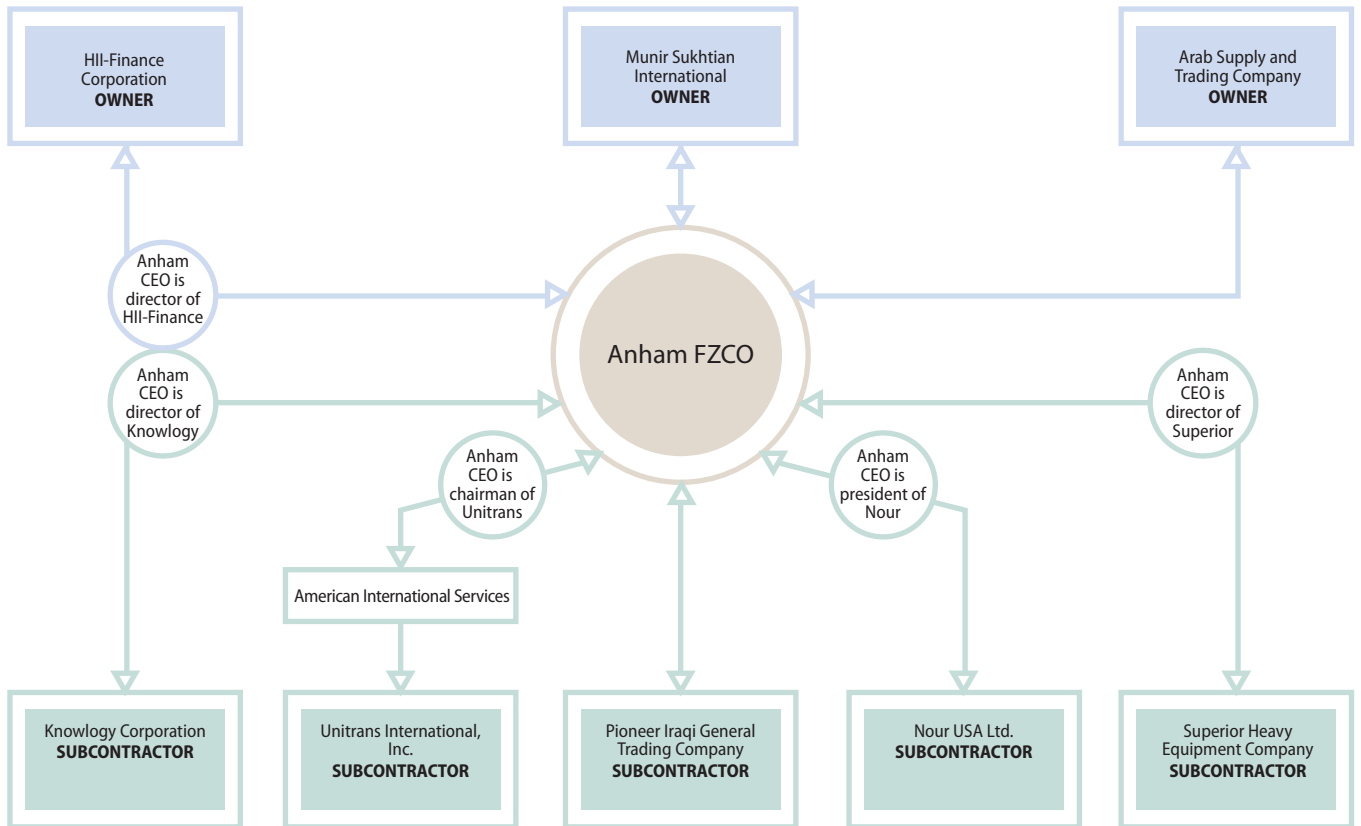 HII-Finance
Corporation
OWNER
Munir Sukhtian
International
OWNER
Arab Supply and
Trading Company
OWNER
Anham
CEO is
director of
HII-Finance
Anham FZCO
Anham
CEO is
director of
Knowlogy
Anham
CEO is
director of
Superior
Anham
CEO is
chairman of
Unitrans
Anham
CEO is
president of
Nour
American International Services
Knowlogy Corporation
SUBCONTRACTOR
Unitrans International,
Inc.
SUBCONTRACTOR
Pioneer Iraqi General
Trading Company
SUBCONTRACTOR
Nour USA Ltd.
SUBCONTRACTOR
Superior Heavy
Equipment Company
SUBCONTRACTOR